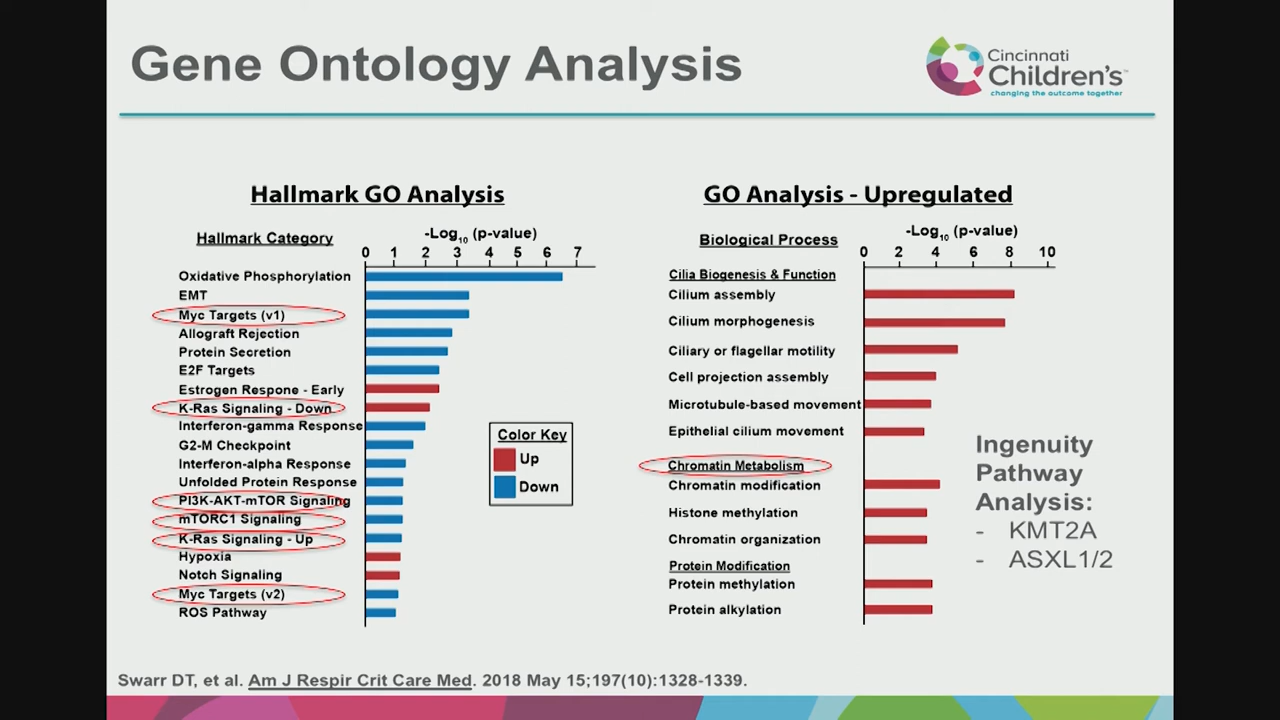 Gene Ontology Analysis
Cincinnati
Children's™
changing the outcome together
Hallmark GO Analysis
Hallmark Category
-Log10 (p-value)
0 1 2 3 4 5 6 7
Oxidative Phosphorylation
EMT
Myc Targets (v1)
Allograft Rejection
Protein Secretion
E2F Targets
Estrogen Respone - Early
K-Ras Signaling - Down
Interferon-gamma Response
G2-M Checkpoint
Interferon-alpha Response
Unfolded Protein Response
PI3K-AKT-mTOR Signaling
mTORC1 Signaling
K-Ras Signaling - Up
Hypoxia
Notch Signaling
Myc Targets (v2)
ROS Pathway
Color Key
Up
Down
GO Analysis - Upregulated
Biological Process
-Log10 (p-value)
0 2 4 6 8 10
Cilia Biogenesis & Function
Cilium assembly
Cilium morphogenesis
Ciliary or flagellar motility
Cell projection assembly
Microtubule-based movement
Epithelial cilium movement
Chromatin Metabolism
Chromatin modification
Histone methylation
Chromatin organization
Protein Modification
Protein methylation
Protein alkylation
Ingenuity
Pathway
Analysis:
- KMT2A
- ASXL1/2
Swarr DT, et al. Am J Respir Crit Care Med. 2018 May 15;197(10):1328-1339.